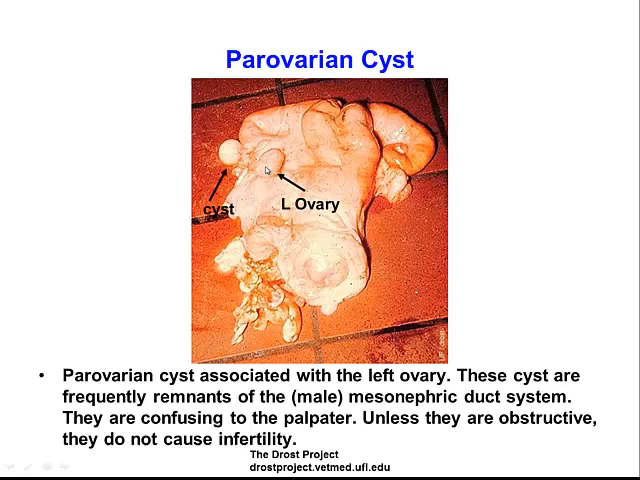 Parovarian Cyst
cyst
L Ovary
• Parovarian cyst associated with the left ovary. These cyst are
frequently remnants of the (male) mesonephric duct system.
They are confusing to the palpater. Unless they are obstructive,
they do not cause infertility.
The Drost Project
drostproject.vetmed.ufl.edu